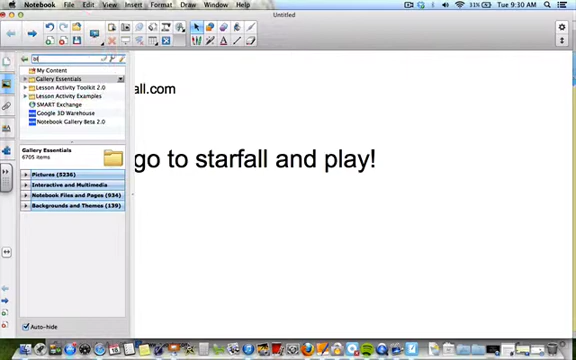 Notebook File Edit View Insert Format Tools Draw Window Help
31% Tue 9:30 AM
Untitled
My Content
Gallery Essentials
Lesson Activity Toolkit 2.0
Lesson Activity Examples
SMART Exchange
Google 3D Warehouse
Notebook Gallery Beta 2.0
all.com
go to starfall and play!
Gallery Essentials
6705 items
Pictures (5236)
Interactive and Multimedia
Notebook Files and Pages (934)
Backgrounds and Themes (139)
Auto-hide